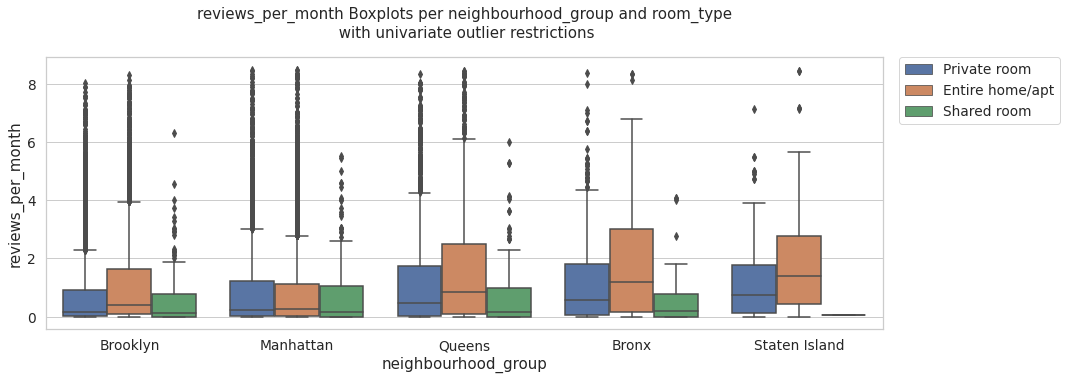 reviews_per_month Boxplots per neighbourhood_group and room_type
with univariate outlier restrictions
Private room
Entire home/apt
Shared room
reviews_per_month
8
6
4
2
0
Brooklyn Manhattan Queens Bronx Staten Island
neighbourhood_group